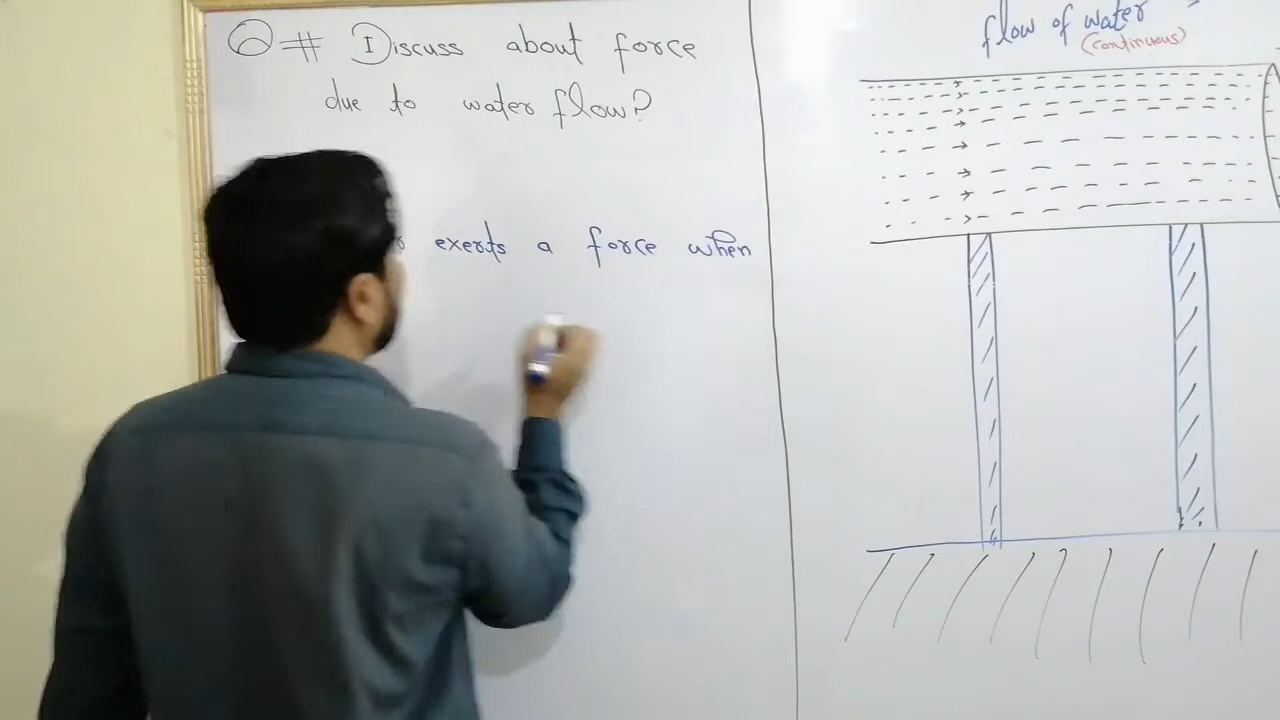 Q# Discuss about force
due to water flow?
exerts a force when
flow of water
(continuous)